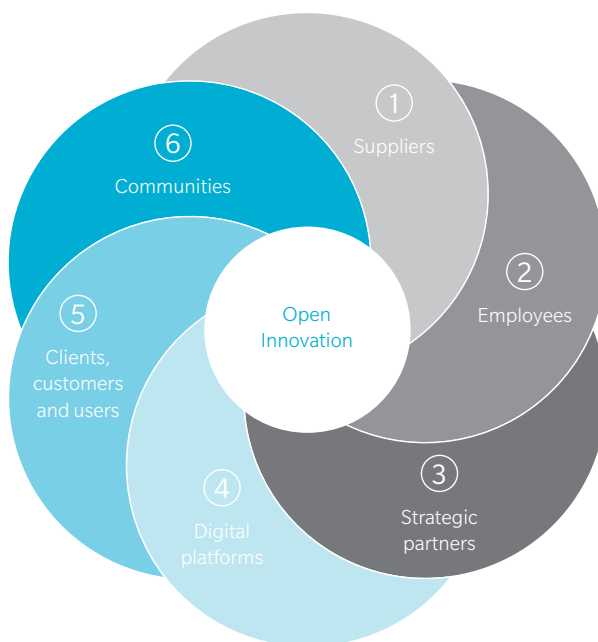 1
Suppliers
2
Employees
3
Strategic
partners
4
Digital
platforms
5
Clients,
customers
and users
6
Communities
Open
Innovation